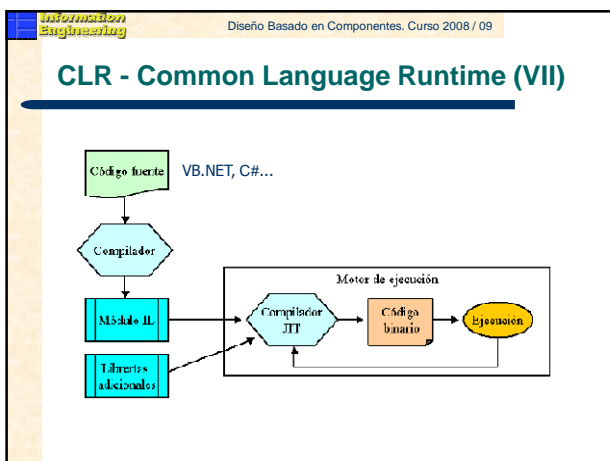 Information
Engineering
Diseño Basado en Componentes. Curso 2008 / 09
CLR - Common Language Runtime (VII)
Código fuente
VB.NET, C#...
Compilador
Motor de ejecución
Módulo IL
Compilador
JIT
Código
binario
Ejecución
Librerías
adicionales